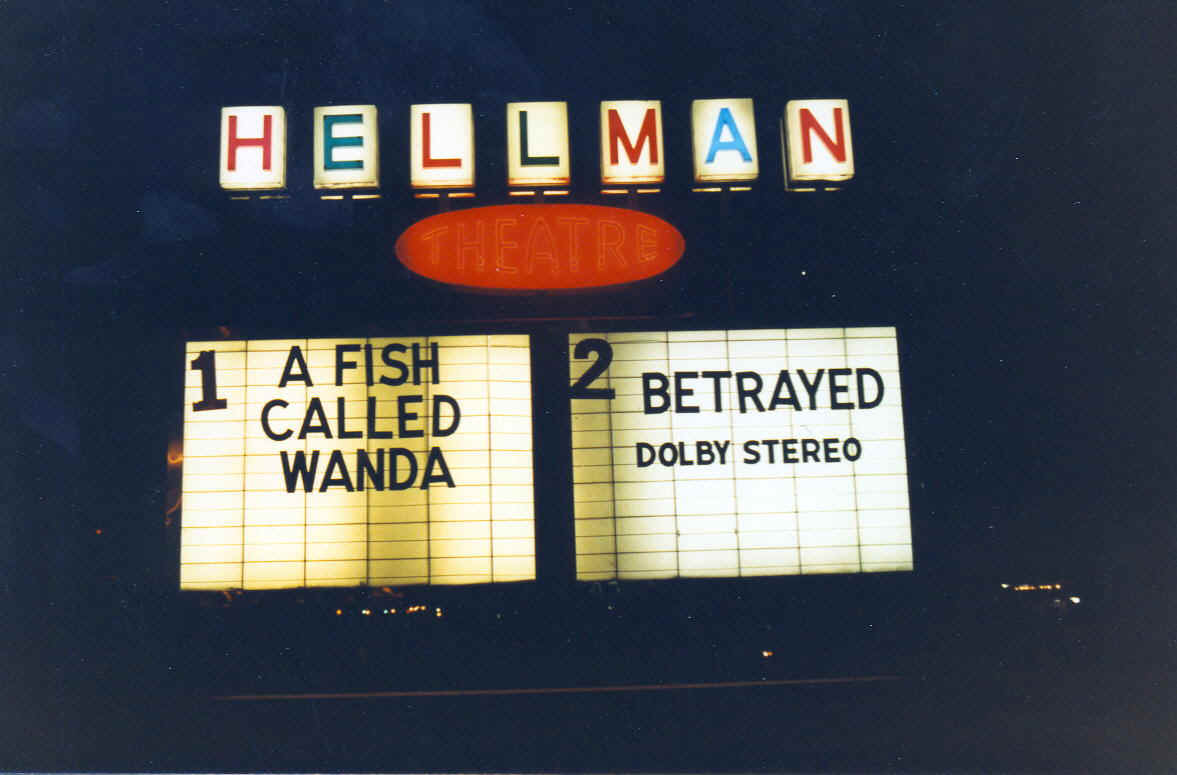 HELLMAN
THEATRE
1
A FISH
CALLED
WANDA
2
BETRAYED
DOLBY STEREO